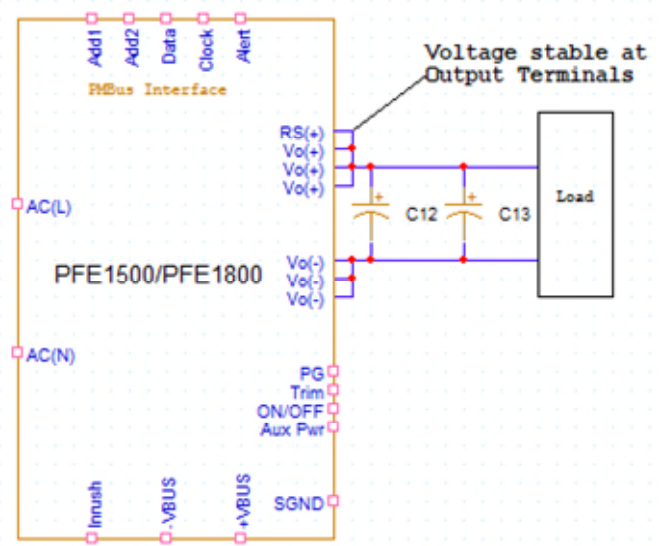 Add1
Add2
Data
Clock
Alert
PMBus Interface
Voltage stable at
Output Terminals
RS(+)
Vo(+)
Vo(+)
Vo(+)
AC(L)
C12
C13
Load
PFE1500/PFE1800
Vo(-)
Vo(-)
Vo(-)
AC(N)
PG
Trim
ON/OFF
Aux Pwr
Inrush
-VBUS
+VBUS
SGND